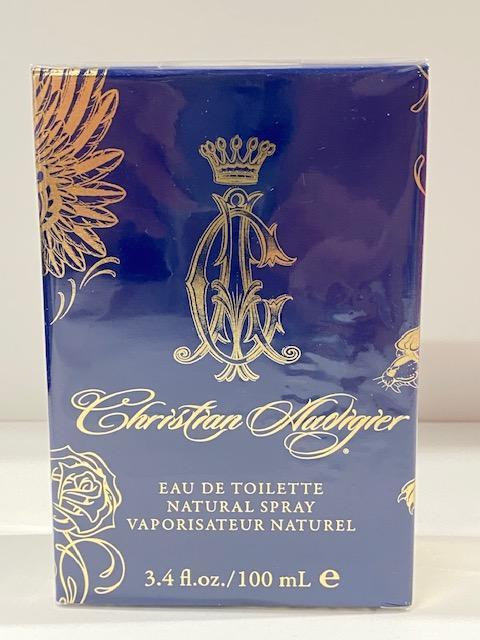 Christian Audigier®
EAU DE TOILETTE
NATURAL SPRAY
VAPORISATEUR NATUREL
3.4 fl.oz./100 mL ℮